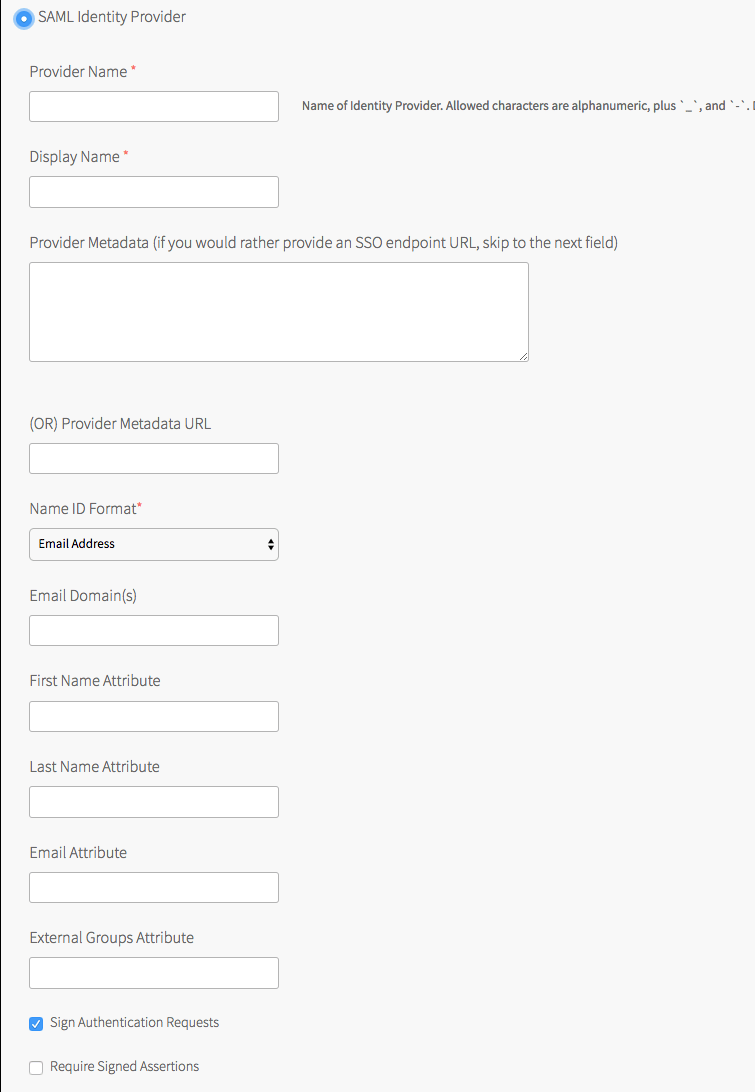 SAML Identity Provider
Provider Name *
Name of Identity Provider. Allowed characters are alphanumeric, plus `_`, and `-`.
Display Name *
Provider Metadata (if you would rather provide an SSO endpoint URL, skip to the next field)
(OR) Provider Metadata URL
Name ID Format*
Email Address
Email Domain(s)
First Name Attribute
Last Name Attribute
Email Attribute
External Groups Attribute
Sign Authentication Requests
Require Signed Assertions